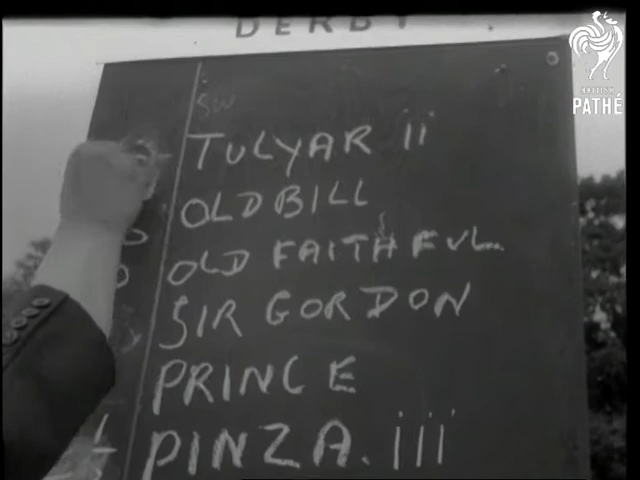 DERBY
TULYAR ii
OLD BILL
OLD FAITHFUL
SIR GORDON
PRINCE
PINZA. iii
BRITISH
PATHÉ